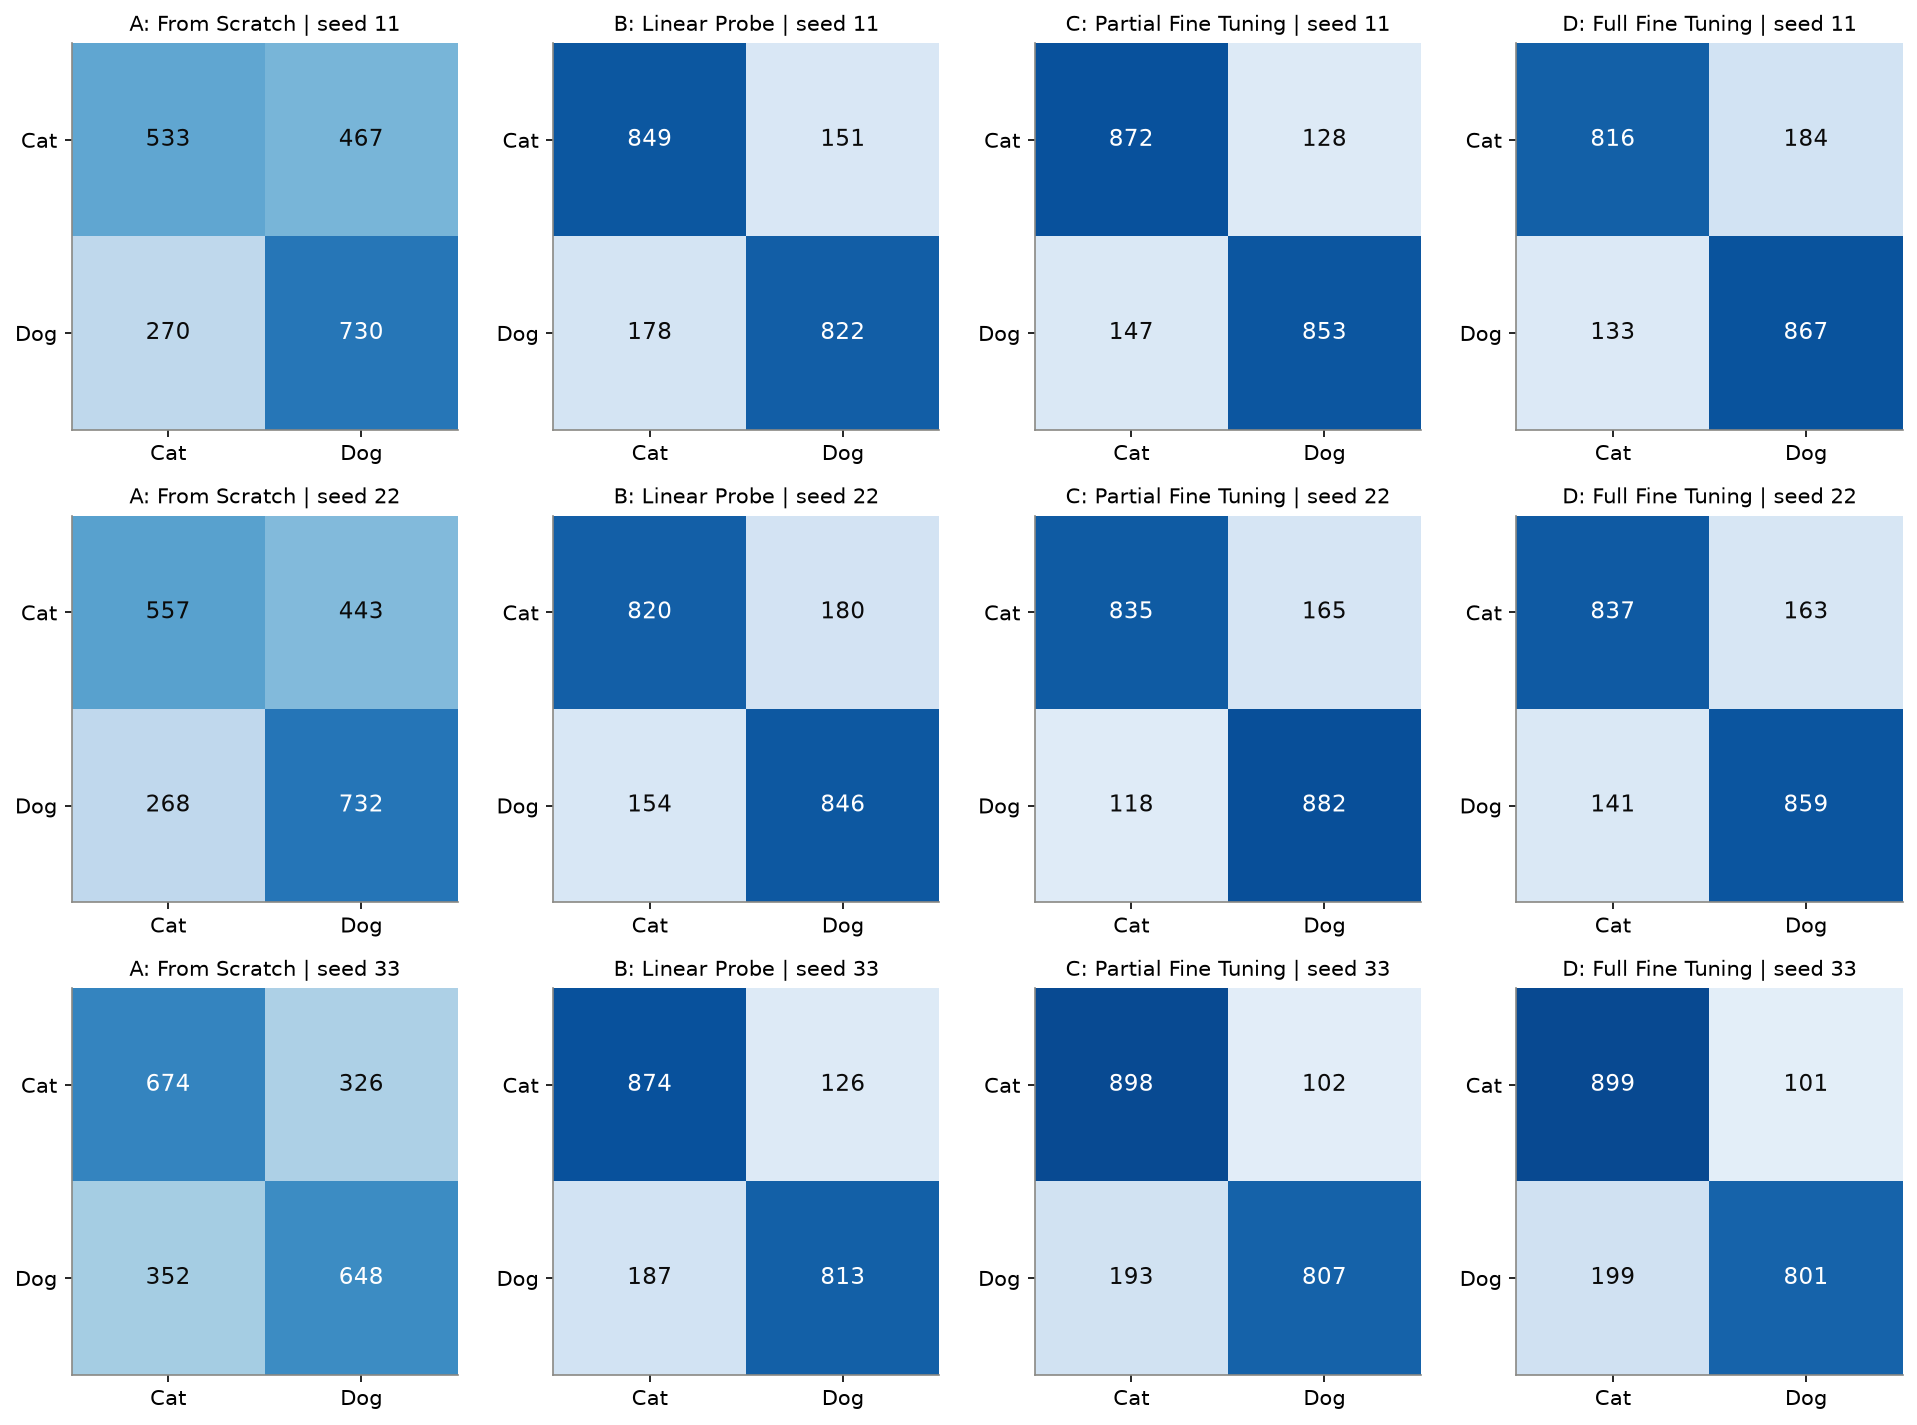 A: From Scratch | seed 11
Cat
533
467
Dog
270
730
Cat
Dog
B: Linear Probe | seed 11
Cat
849
151
Dog
178
822
Cat
Dog
C: Partial Fine Tuning | seed 11
Cat
872
128
Dog
147
853
Cat
Dog
D: Full Fine Tuning | seed 11
Cat
816
184
Dog
133
867
Cat
Dog
A: From Scratch | seed 22
Cat
557
443
Dog
268
732
Cat
Dog
B: Linear Probe | seed 22
Cat
820
180
Dog
154
846
Cat
Dog
C: Partial Fine Tuning | seed 22
Cat
835
165
Dog
118
882
Cat
Dog
D: Full Fine Tuning | seed 22
Cat
837
163
Dog
141
859
Cat
Dog
A: From Scratch | seed 33
Cat
674
326
Dog
352
648
Cat
Dog
B: Linear Probe | seed 33
Cat
874
126
Dog
187
813
Cat
Dog
C: Partial Fine Tuning | seed 33
Cat
898
102
Dog
193
807
Cat
Dog
D: Full Fine Tuning | seed 33
Cat
899
101
Dog
199
801
Cat
Dog